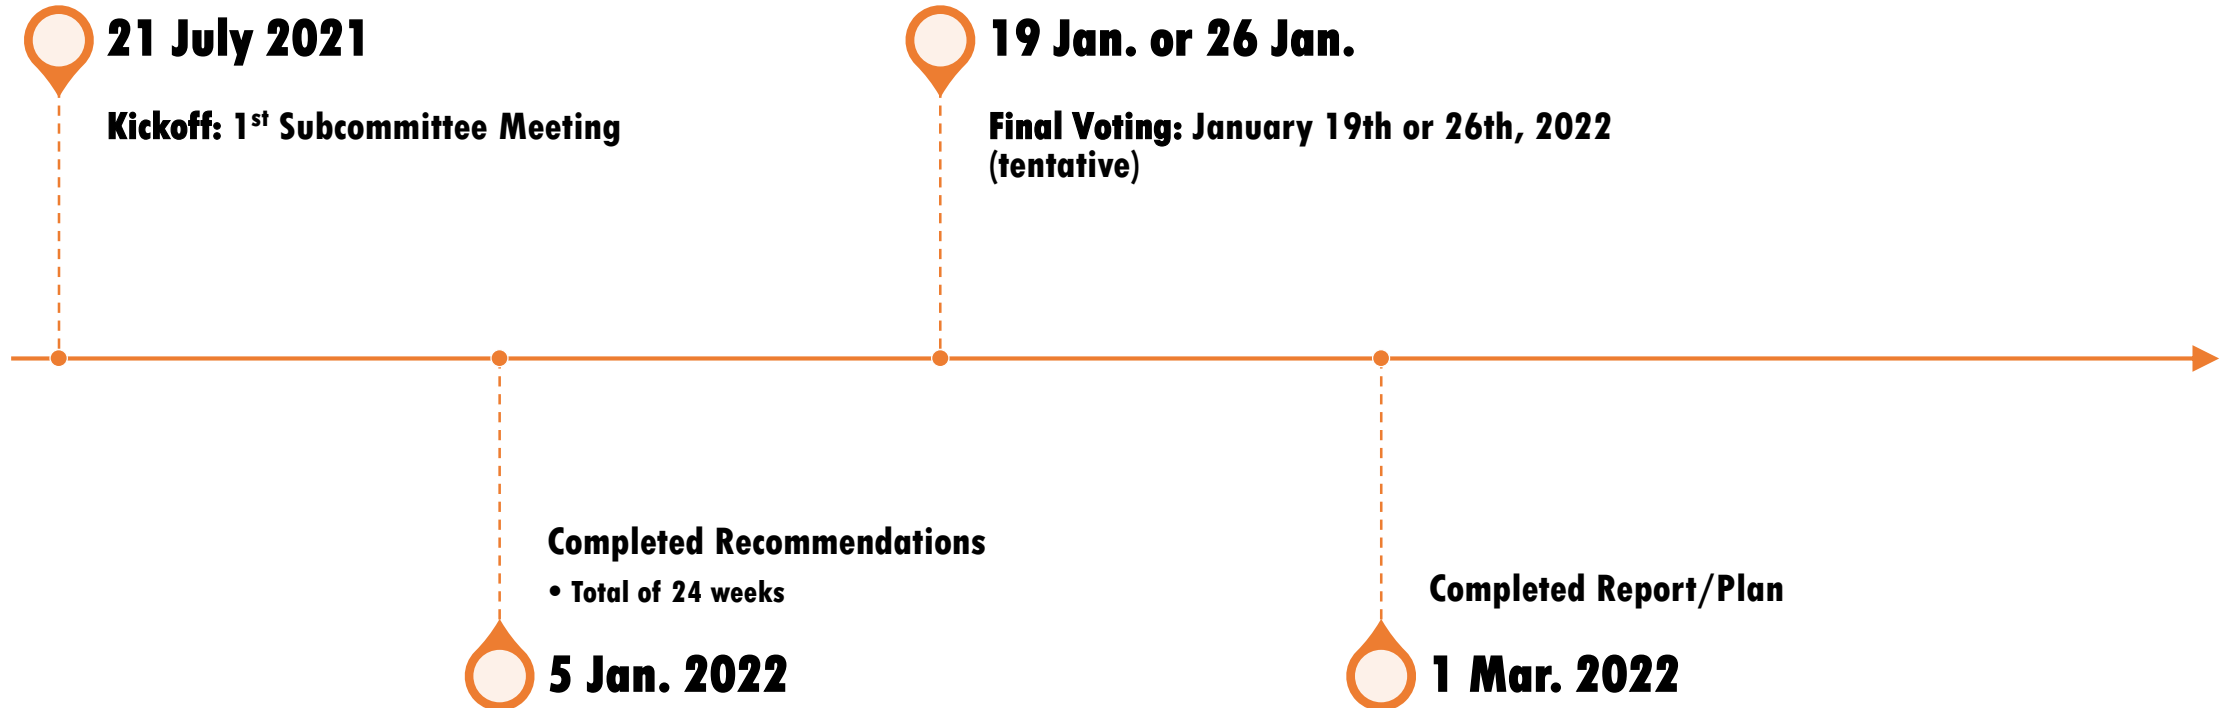 21 July 2021
Kickoff: 1st Subcommittee Meeting
19 Jan. or 26 Jan.
Final Voting: January 19th or 26th, 2022
(tentative)
Completed Recommendations
• Total of 24 weeks
5 Jan. 2022
Completed Report/Plan
1 Mar. 2022